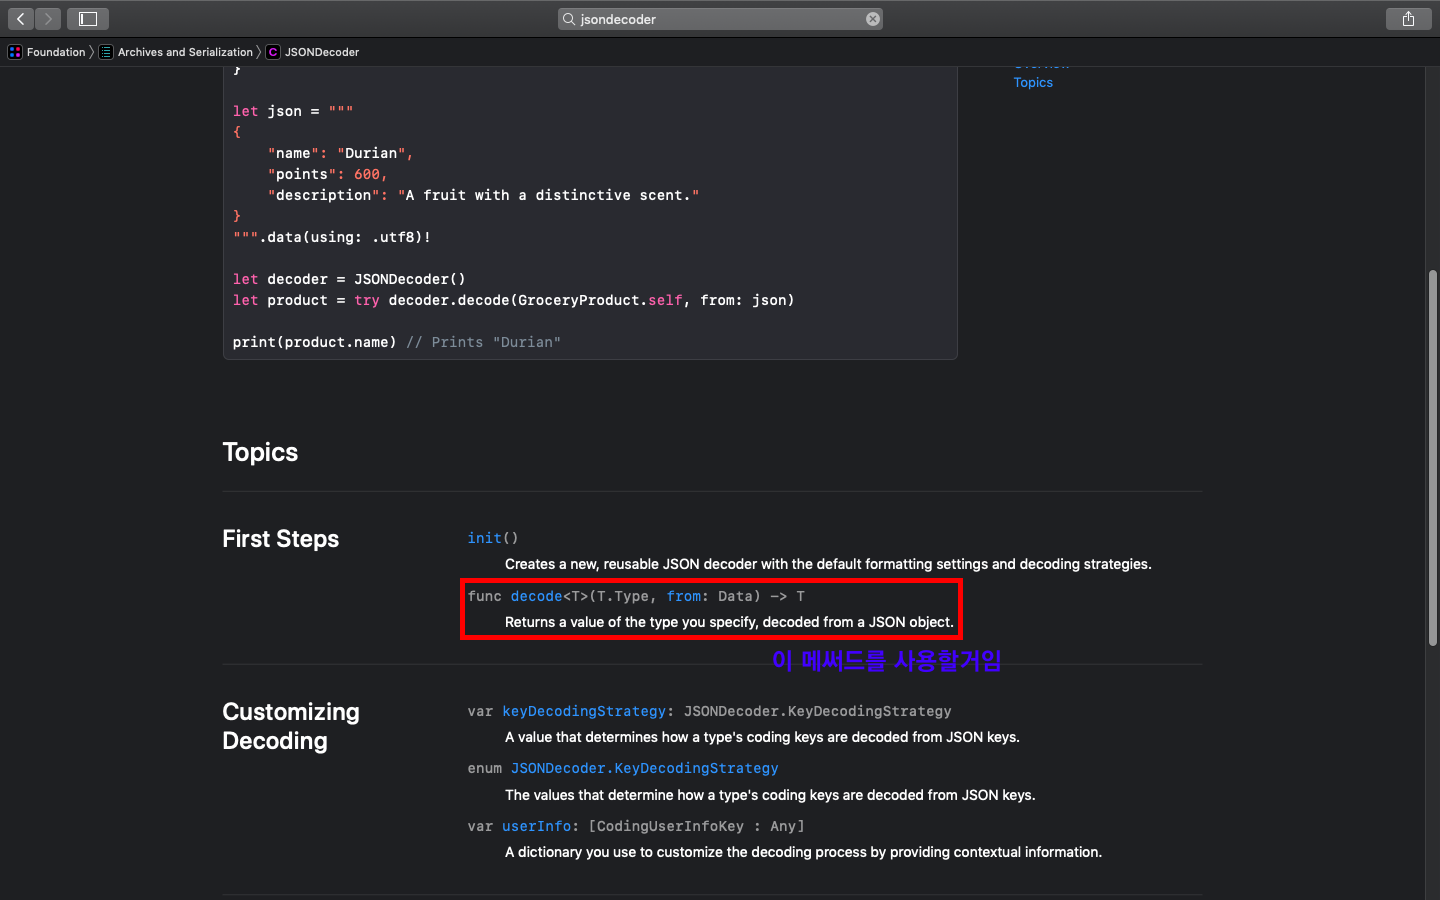 jsondecoder
Foundation
Archives and Serialization
C JSONDecoder
}
Topics
let json = """
{
"name": "Durian",
"points": 600,
"description": "A fruit with a distinctive scent."
}
""".data(using: .utf8)!
let decoder = JSONDecoder()
let product = try decoder.decode(GroceryProduct.self, from: json)
print(product.name) // Prints "Durian"
Topics
First Steps
init()
Creates a new, reusable JSON decoder with the default formatting settings and decoding strategies.
func decode<T>(T.Type, from: Data) -> T
Returns a value of the type you specify, decoded from a JSON object.
이 메써드를 사용할거임
Customizing
Decoding
var keyDecodingStrategy: JSONDecoder.KeyDecodingStrategy
A value that determines how a type's coding keys are decoded from JSON keys.
enum JSONDecoder.KeyDecodingStrategy
The values that determine how a type's coding keys are decoded from JSON keys.
var userInfo: [CodingUserInfoKey : Any]
A dictionary you use to customize the decoding process by providing contextual information.